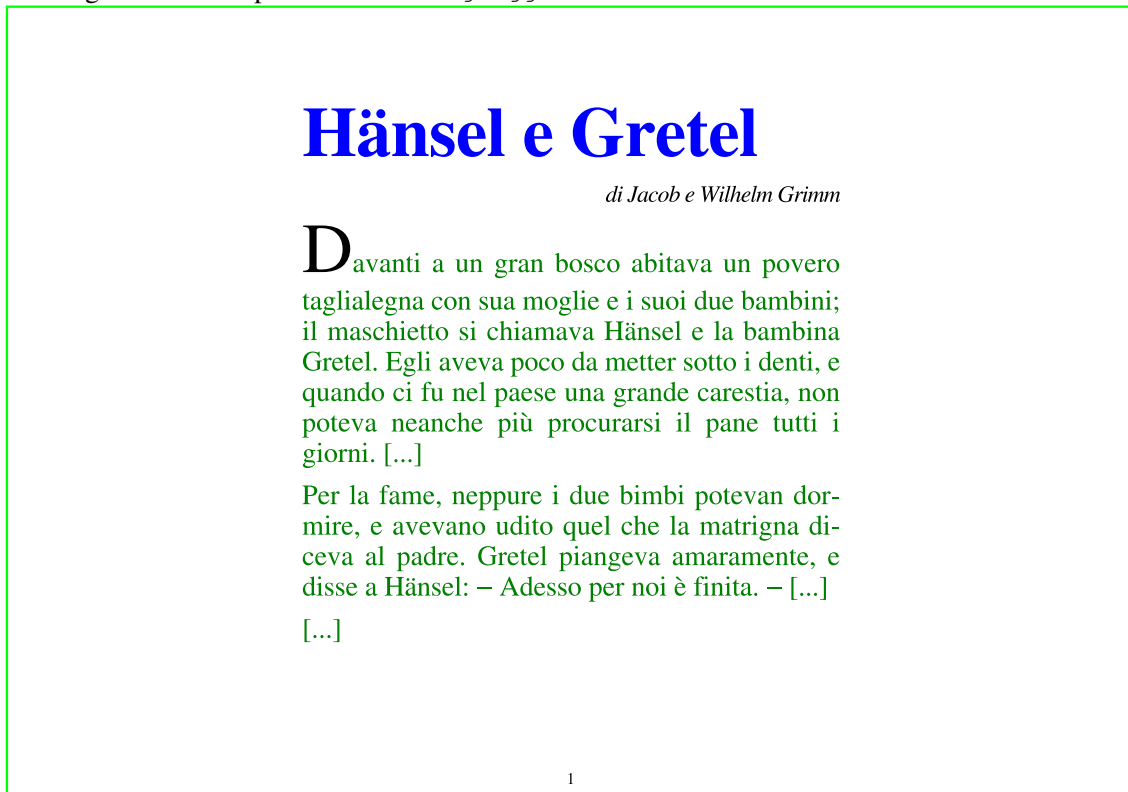 Hänsel e Gretel
di Jacob e Wilhelm Grimm
Davanti a un gran bosco abitava un povero
taglialegna con sua moglie e i suoi due bambini;
il maschietto si chiamava Hänsel e la bambina
Gretel. Egli aveva poco da metter sotto i denti, e
quando ci fu nel paese una grande carestia, non
poteva neanche più procurarsi il pane tutti i
giorni. [...]
Per la fame, neppure i due bimbi potevan dor-
mire, e avevano udito quel che la matrigna di-
ceva al padre. Gretel piangeva amaramente, e
disse a Hänsel: – Adesso per noi è finita. – [...]
[...]
1